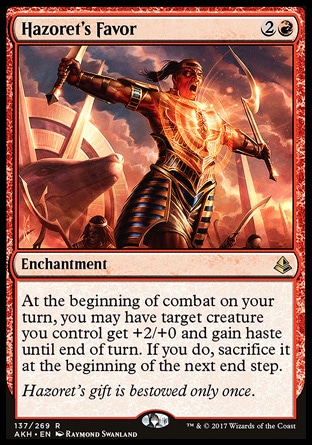 Hazoret's Favor 2
Enchantment
At the beginning of combat on your
turn, you may have target creature
you control get +2/+0 and gain haste
until end of turn. If you do, sacrifice it
at the beginning of the next end step.
Hazoret's gift is bestowed only once.
137/269 R
AKH • EN Raymond Swanland
™ & © 2017 Wizards of the Coast